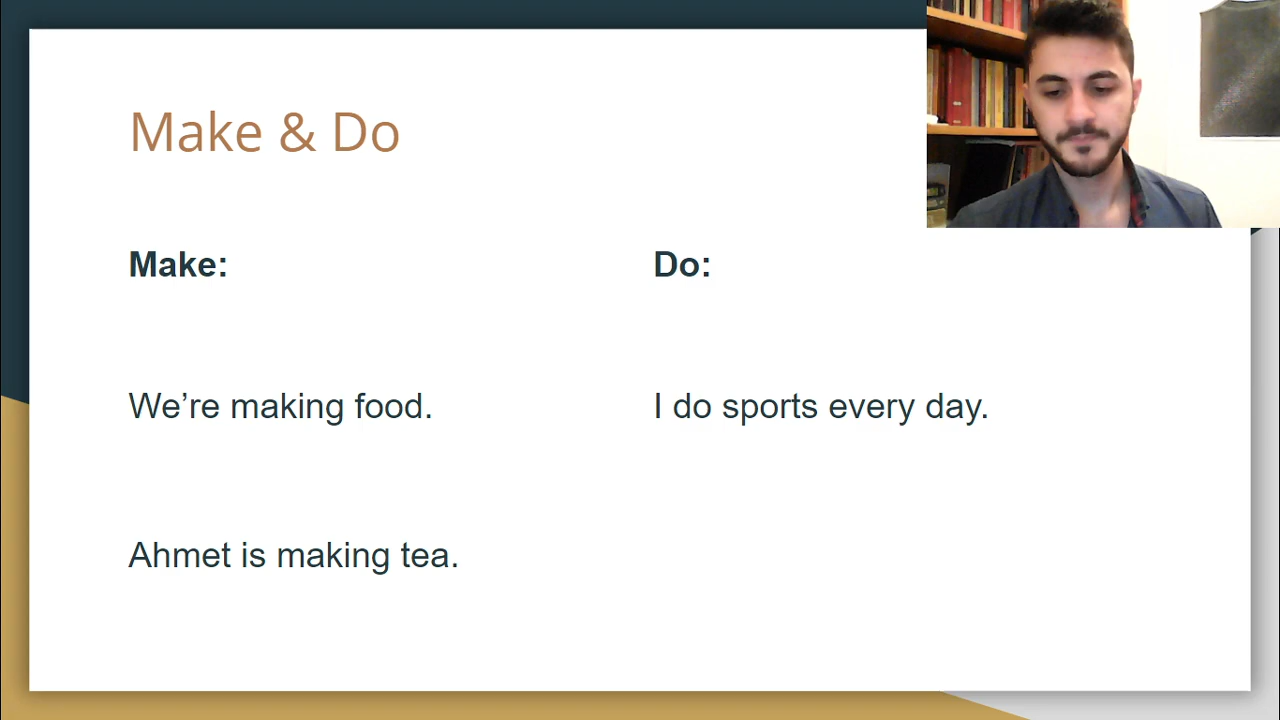 Make & Do
Make:
Do:
We’re making food.
I do sports every day.
Ahmet is making tea.